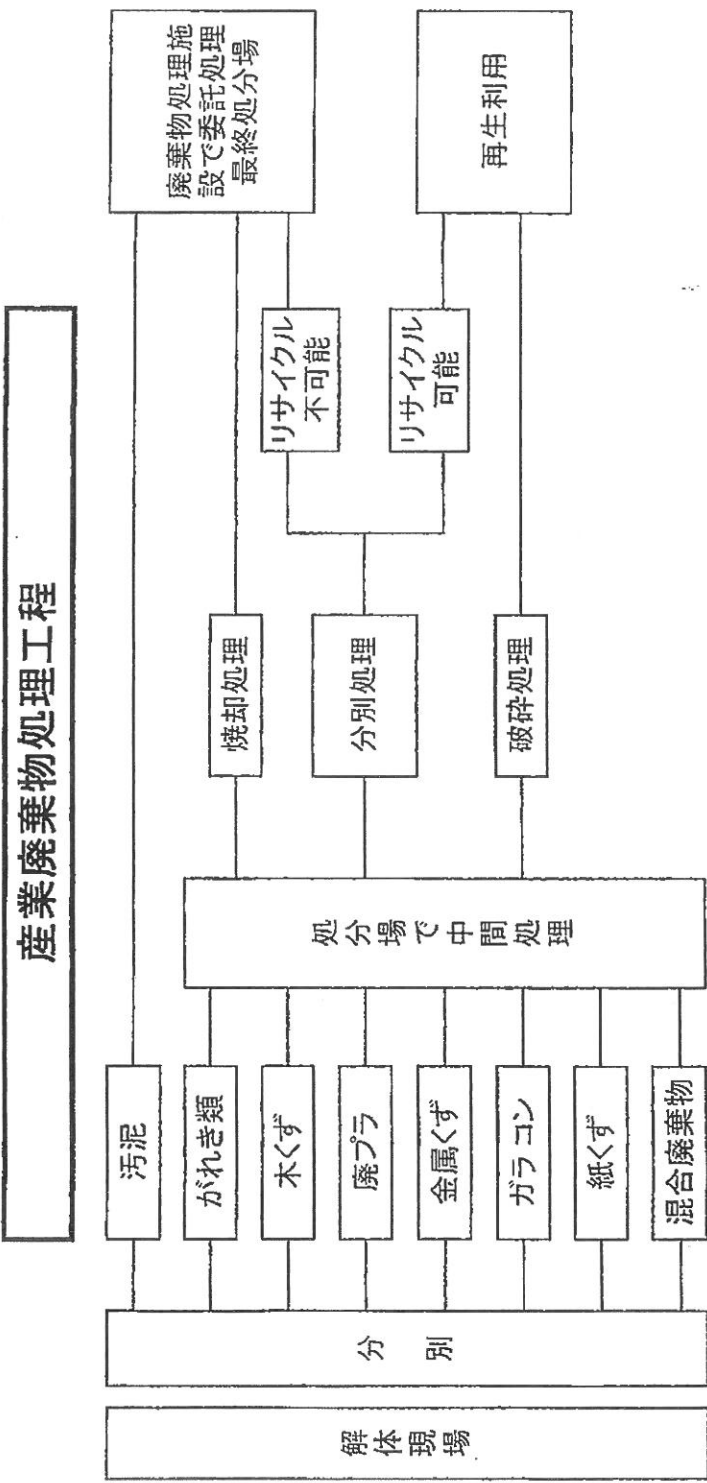 産業廃棄物処理工程
解体現場
分別
汚泥
がれき類
木くず
廃プラ
金属くず
ガラコン
紙くず
混合廃棄物
処分場で中間処理
焼却処理
分別処理
破砕処理
リサイクル
不可能
リサイクル
可能
廃棄物処理施
設で委託処理
最終処分場
再生利用